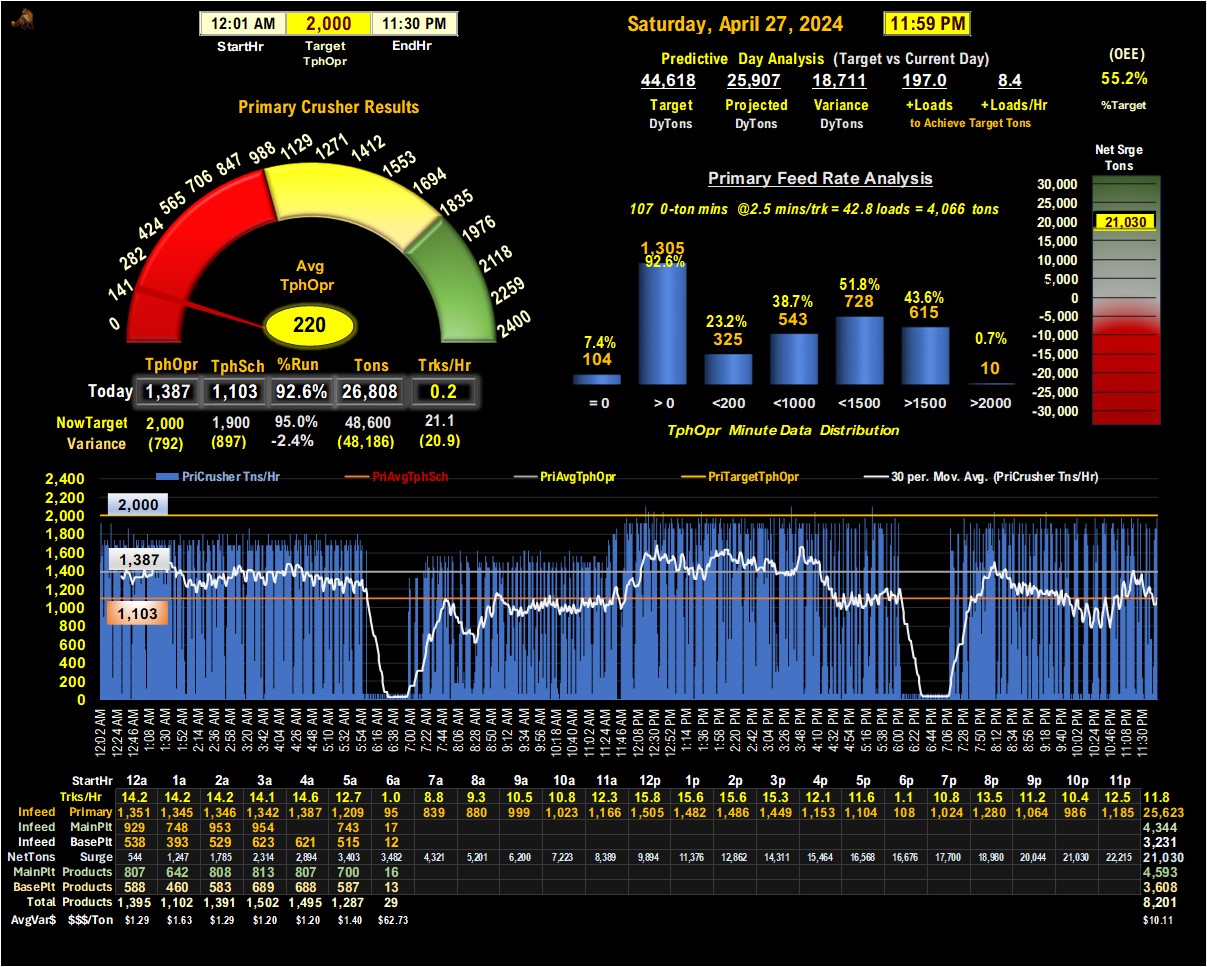 12:01 AM 2,000 11:30 PM
StartHr Target TphOpr EndHr
Saturday, April 27, 2024 11:59 PM
Predictive Day Analysis (Target vs Current Day)
44,618 25,907 18,711 197.0 8.4
Target Projected Variance +Loads +Loads/Hr
DyTons DyTons DyTons to Achieve Target Tons
(OEE)
55.2%
%Target
Primary Crusher Results
0 141 282 424 565 706 847 988 1129 1271 1412 1553 1694 1835 1976 2118 2259 2400
Avg
TphOpr
220
TphOpr TphSch %Run Tons Trks/Hr
Today 1,387 1,103 92.6% 26,808 0.2
NowTarget 2,000 1,900 95.0% 48,600 21.1
Variance (792) (897) -2.4% (48,186) (20.9)
Primary Feed Rate Analysis
107 0-ton mins @2.5 mins/trk = 42.8 loads = 4,066 tons
7.4% 92.6% 23.2% 38.7% 51.8% 43.6% 0.7%
104 1,305 325 543 728 615 10
= 0 > 0 <200 <1000 <1500 >1500 >2000
TphOpr Minute Data Distribution
Net Srge
Tons
30,000
25,000
20,000
21,030
15,000
10,000
5,000
0
-5,000
-10,000
-15,000
-20,000
-25,000
-30,000
PriCrusher Tns/Hr PriAvgTphSch PriAvgTphOpr PriTargetTphOpr 30 per. Mov. Avg. (PriCrusher Tns/Hr)
2,400
2,200
2,000
1,800
1,600
1,400
1,200
1,000
800
600
400
200
0
2,000
1,387
1,103
12:02 AM 12:24 AM 12:46 AM 1:08 AM 1:30 AM 1:52 AM 2:14 AM 2:36 AM 2:58 AM 3:20 AM 3:42 AM 4:04 AM 4:26 AM 4:48 AM 5:10 AM 5:32 AM 5:54 AM 6:16 AM 6:38 AM 7:00 AM 7:22 AM 7:44 AM 8:06 AM 8:28 AM 8:50 AM 9:12 AM 9:34 AM 9:56 AM 10:18 AM 10:40 AM 11:02 AM 11:24 AM 11:46 AM 12:08 PM 12:30 PM 12:52 PM 1:14 PM 1:36 PM 1:58 PM 2:20 PM 2:42 PM 3:04 PM 3:26 PM 3:48 PM 4:10 PM 4:32 PM 4:54 PM 5:16 PM 5:38 PM 6:00 PM 6:22 PM 6:44 PM 7:06 PM 7:28 PM 7:50 PM 8:12 PM 8:34 PM 8:56 PM 9:18 PM 9:40 PM 10:02 PM 10:24 PM 10:46 PM 11:08 PM 11:30 PM
StartHr 12a 1a 2a 3a 4a 5a 6a 7a 8a 9a 10a 11a 12p 1p 2p 3p 4p 5p 6p 7p 8p 9p 10p 11p
Trks/Hr 14.2 14.2 14.2 14.1 14.6 12.7 1.0 8.8 9.3 10.5 10.8 12.3 15.8 15.6 15.6 15.3 12.1 11.6 1.1 10.8 13.5 11.2 10.4 12.5 11.8
Infeed Primary 1,351 1,345 1,346 1,342 1,387 1,209 95 839 880 999 1,023 1,166 1,505 1,482 1,486 1,449 1,153 1,104 108 1,024 1,280 1,064 986 1,185 25,623
Infeed MainPlt 929 748 953 954 743 17 4,344
Infeed BasePlt 538 393 529 623 621 515 12 3,231
NetTons Surge 544 1,247 1,785 2,314 2,894 3,403 3,482 4,321 5,201 6,200 7,223 8,389 9,894 11,376 12,862 14,311 15,464 16,568 16,676 17,700 18,980 20,044 21,030 22,215 21,030
MainPlt Products 807 642 808 813 807 700 16 4,593
BasePlt Products 588 460 583 689 688 587 13 3,608
Total Products 1,395 1,102 1,391 1,502 1,495 1,287 29 8,201
AvgVar$ $$$/Ton $1.29 $1.63 $1.29 $1.20 $1.20 $1.40 $62.73 $10.11